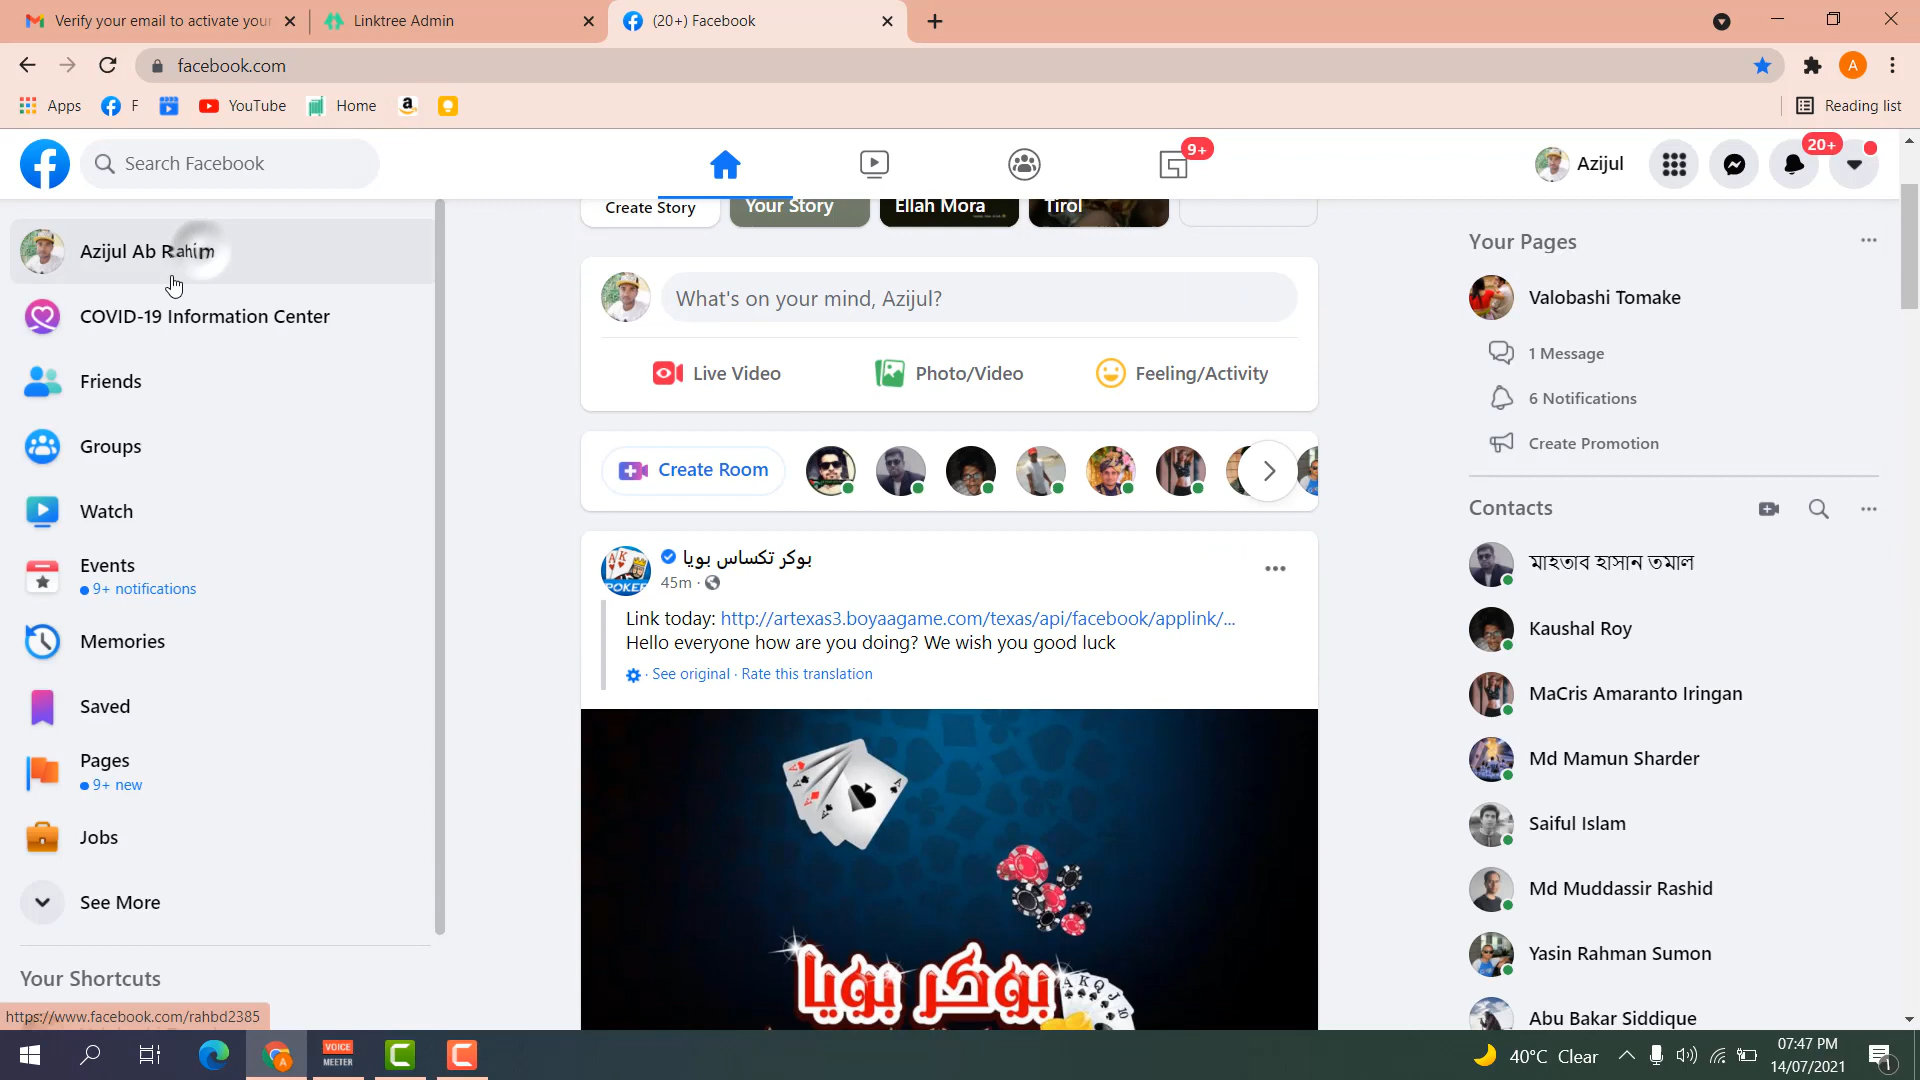 Verify your email to activate your
Linktree Admin
(20+) Facebook
facebook.com
A
Apps
F
YouTube
Home
Reading list
Search Facebook
9+
Azijul
20+
Azijul Ab Rahim
COVID-19 Information Center
Friends
Groups
Watch
Events
9+ notifications
Memories
Saved
Pages
9+ new
Jobs
See More
Your Shortcuts
https://www.facebook.com/rahbd2385
Create Story
Your Story
Ellah Mora
Tirol
What's on your mind, Azijul?
Live Video
Photo/Video
Feeling/Activity
Create Room
بوكر تكساس بويا
45m ·
Link today: http://artexas3.boyaagame.com/texas/api/facebook/applink/...
Hello everyone how are you doing? We wish you good luck
· See original · Rate this translation
POKER
بوكر بويا
A K Q J 10
Your Pages
Valobashi Tomake
1 Message
6 Notifications
Create Promotion
Contacts
মাহতাব হাসান তমাল
Kaushal Roy
MaCris Amaranto Iringan
Md Mamun Sharder
Saiful Islam
Md Muddassir Rashid
Yasin Rahman Sumon
Abu Bakar Siddique
VOICE
MEETER
40°C Clear
07:47 PM
14/07/2021
1